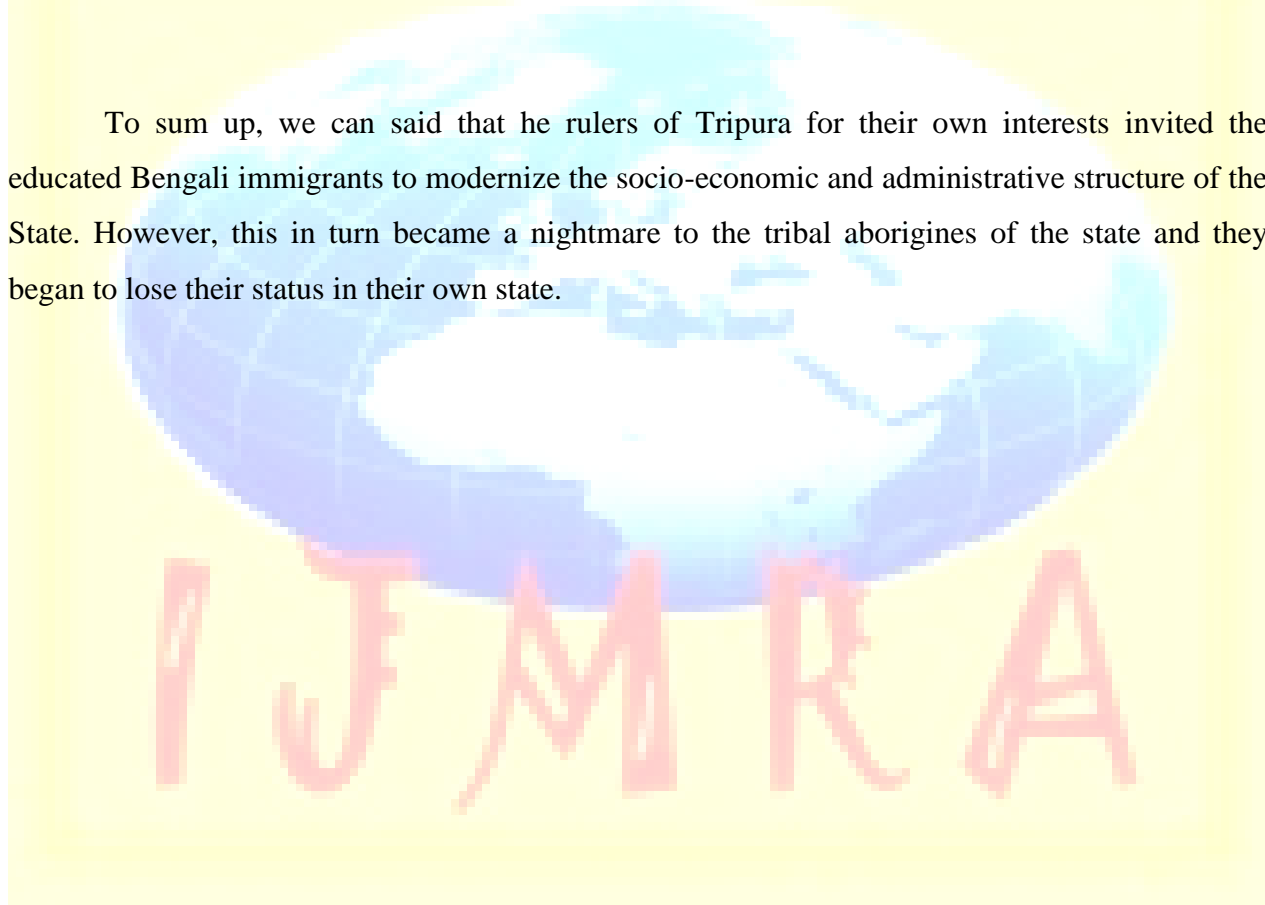 To sum up, we can said that he rulers of Tripura for their own interests invited the
educated Bengali immigrants to modernize the socio-economic and administrative structure of the
State. However, this in turn became a nightmare to the tribal aborigines of the state and they
began to lose their status in their own state.
IJMRA